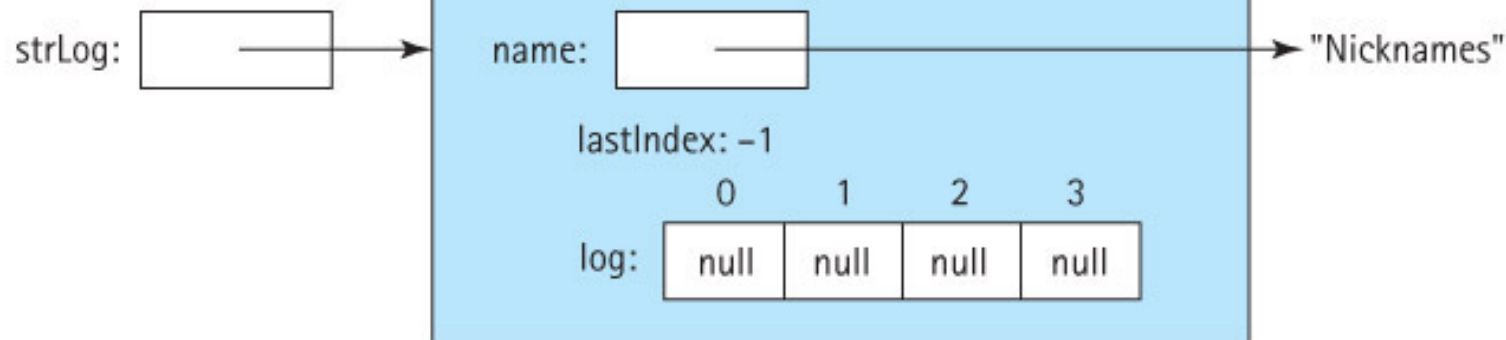 strLog: name: "Nicknames"
lastIndex: –1
0 1 2 3
log: null null null null